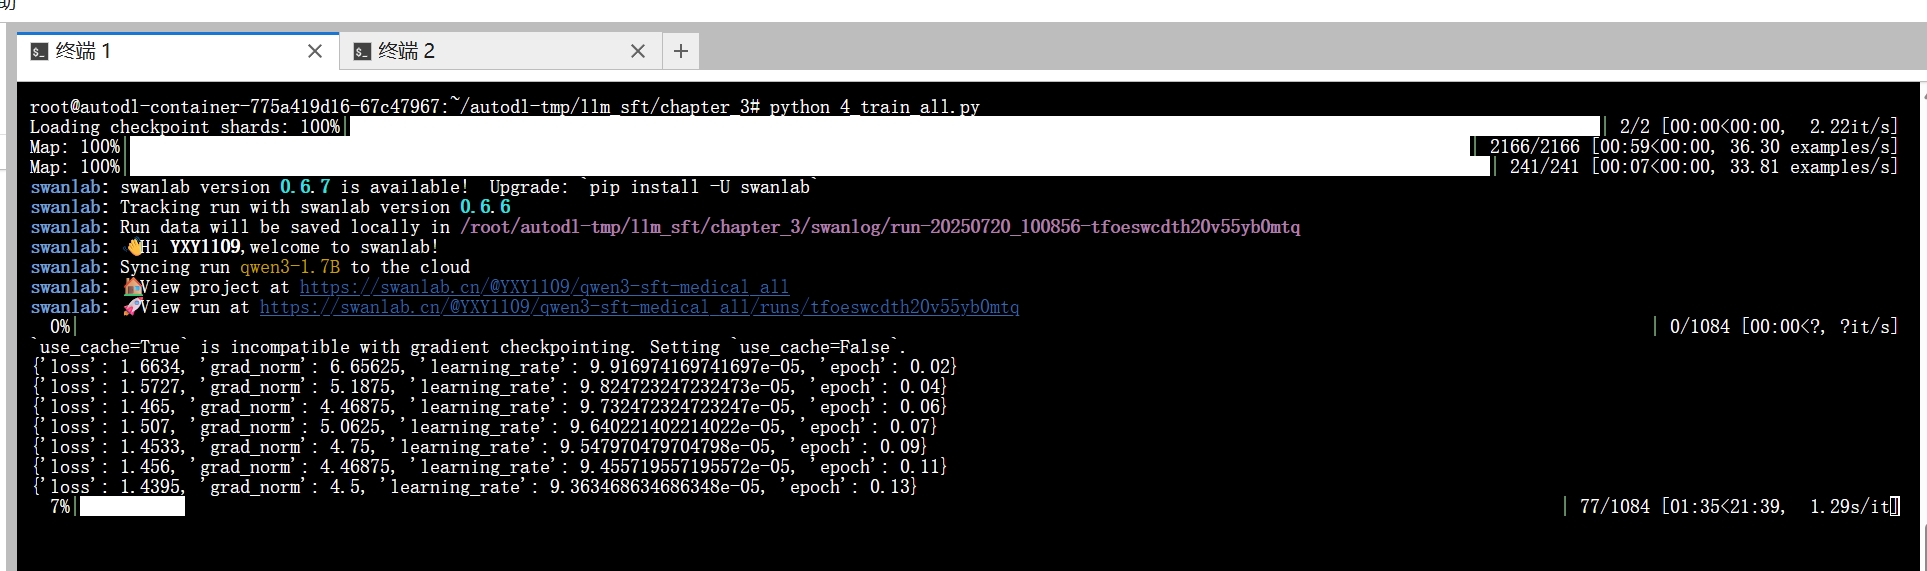 助
终端 1
终端 2
root@autodl-container-775a419d16-67c47967:~/autodl-tmp/llm_sft/chapter_3# python 4_train_all.py
Loading checkpoint shards: 100%| | 2/2 [00:00<00:00, 2.22it/s]
Map: 100%| | 2166/2166 [00:59<00:00, 36.30 examples/s]
Map: 100%| | 241/241 [00:07<00:00, 33.81 examples/s]
swanlab: swanlab version 0.6.7 is available! Upgrade: `pip install -U swanlab`
swanlab: Tracking run with swanlab version 0.6.6
swanlab: Run data will be saved locally in /root/autodl-tmp/llm_sft/chapter_3/swanlog/run-20250720_100856-tfoeswcdth20v55yb0mtq
swanlab: 👋Hi YXY1109,welcome to swanlab!
swanlab: Syncing run qwen3-1.7B to the cloud
swanlab: 🏠View project at https://swanlab.cn/@YXY1109/qwen3-sft-medical_all
swanlab: 🚀View run at https://swanlab.cn/@YXY1109/qwen3-sft-medical_all/runs/tfoeswcdth20v55yb0mtq
0%| | 0/1084 [00:00<?, ?it/s]
`use_cache=True` is incompatible with gradient checkpointing. Setting `use_cache=False`.
{'loss': 1.6634, 'grad_norm': 6.65625, 'learning_rate': 9.916974169741697e-05, 'epoch': 0.02}
{'loss': 1.5727, 'grad_norm': 5.1875, 'learning_rate': 9.824723247232473e-05, 'epoch': 0.04}
{'loss': 1.465, 'grad_norm': 4.46875, 'learning_rate': 9.732472324723247e-05, 'epoch': 0.06}
{'loss': 1.507, 'grad_norm': 5.0625, 'learning_rate': 9.640221402214022e-05, 'epoch': 0.07}
{'loss': 1.4533, 'grad_norm': 4.75, 'learning_rate': 9.547970479704798e-05, 'epoch': 0.09}
{'loss': 1.456, 'grad_norm': 4.46875, 'learning_rate': 9.455719557195572e-05, 'epoch': 0.11}
{'loss': 1.4395, 'grad_norm': 4.5, 'learning_rate': 9.363468634686348e-05, 'epoch': 0.13}
7%| | 77/1084 [01:35<21:39, 1.29s/it]